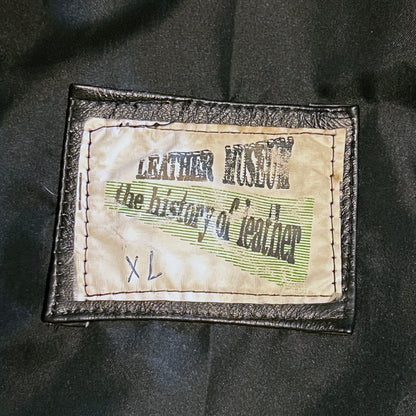 LEATHER MUSEUM
the history of leather
XL